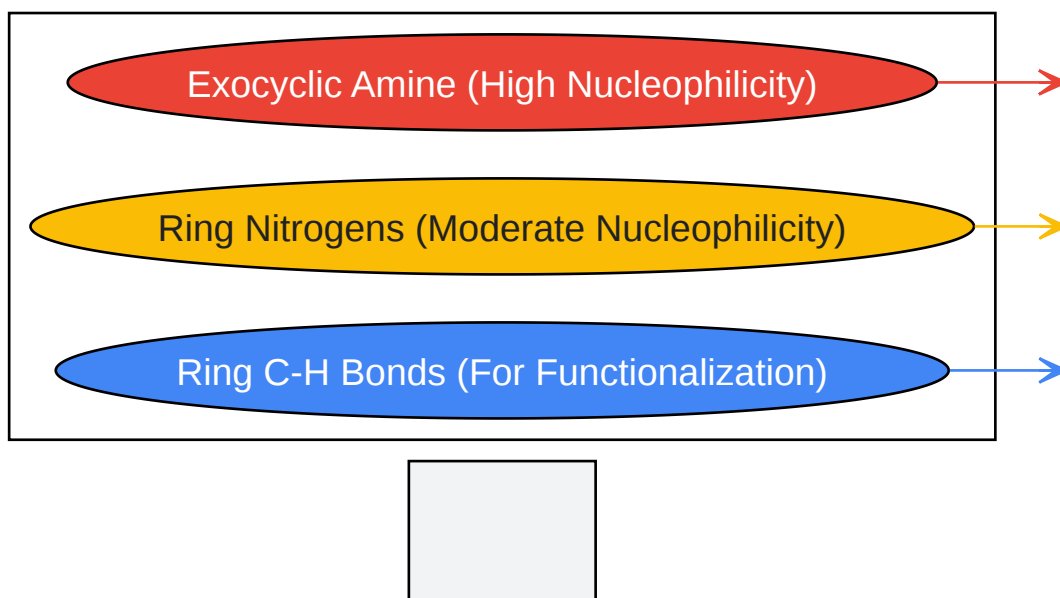 Exocyclic Amine (High Nucleophilicity)
Ring Nitrogens (Moderate Nucleophilicity)
Ring C-H Bonds (For Functionalization)